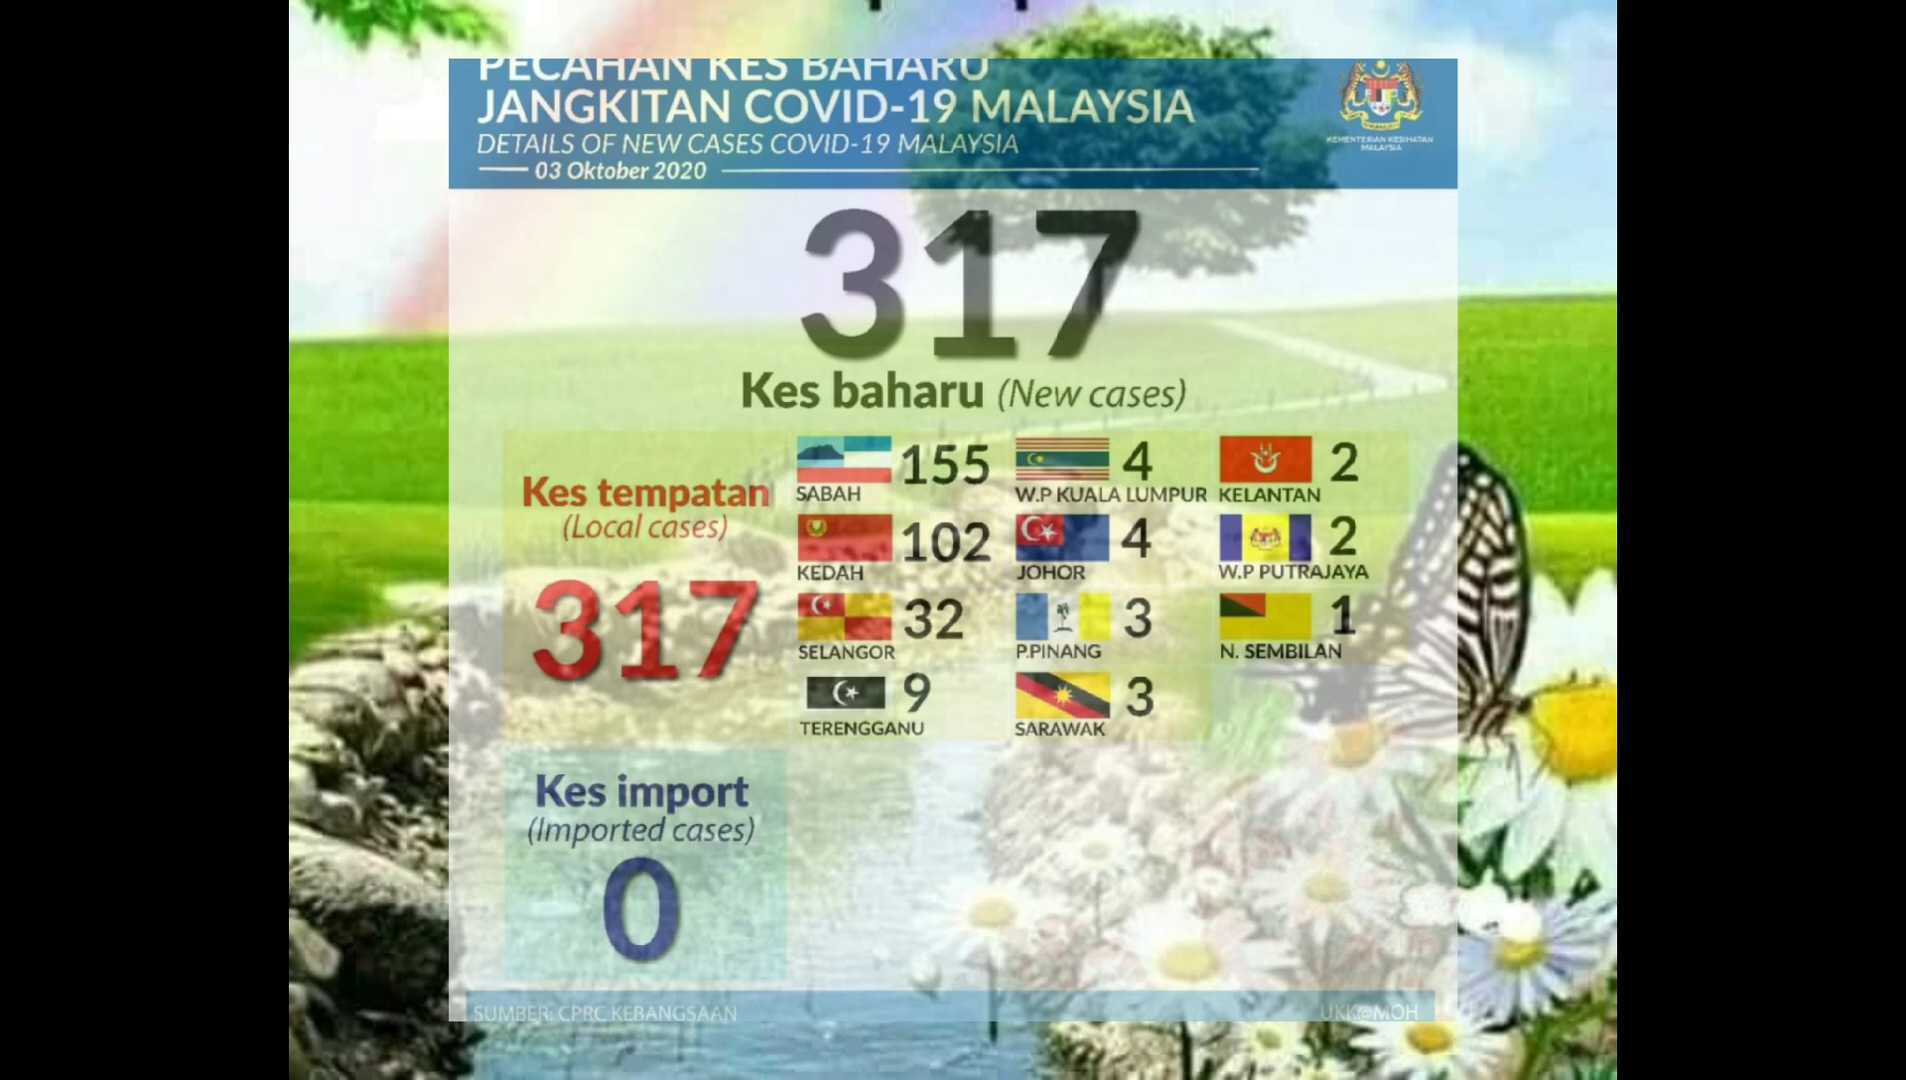 PECAHAN KES BAHARU
JANGKITAN COVID-19 MALAYSIA
DETAILS OF NEW CASES COVID-19 MALAYSIA
03 Oktober 2020
KEMENTERIAN KESIHATAN
MALAYSIA
317
Kes baharu (New cases)
Kes tempatan
(Local cases)
317
155
SABAH
4
W.P KUALA LUMPUR
2
KELANTAN
102
KEDAH
4
JOHOR
2
W.P PUTRAJAYA
32
SELANGOR
3
P.PINANG
1
N. SEMBILAN
9
TERENGGANU
3
SARAWAK
Kes import
(Imported cases)
0
SUMBER: CPRC KEBANGSAAN
UKK@MOH